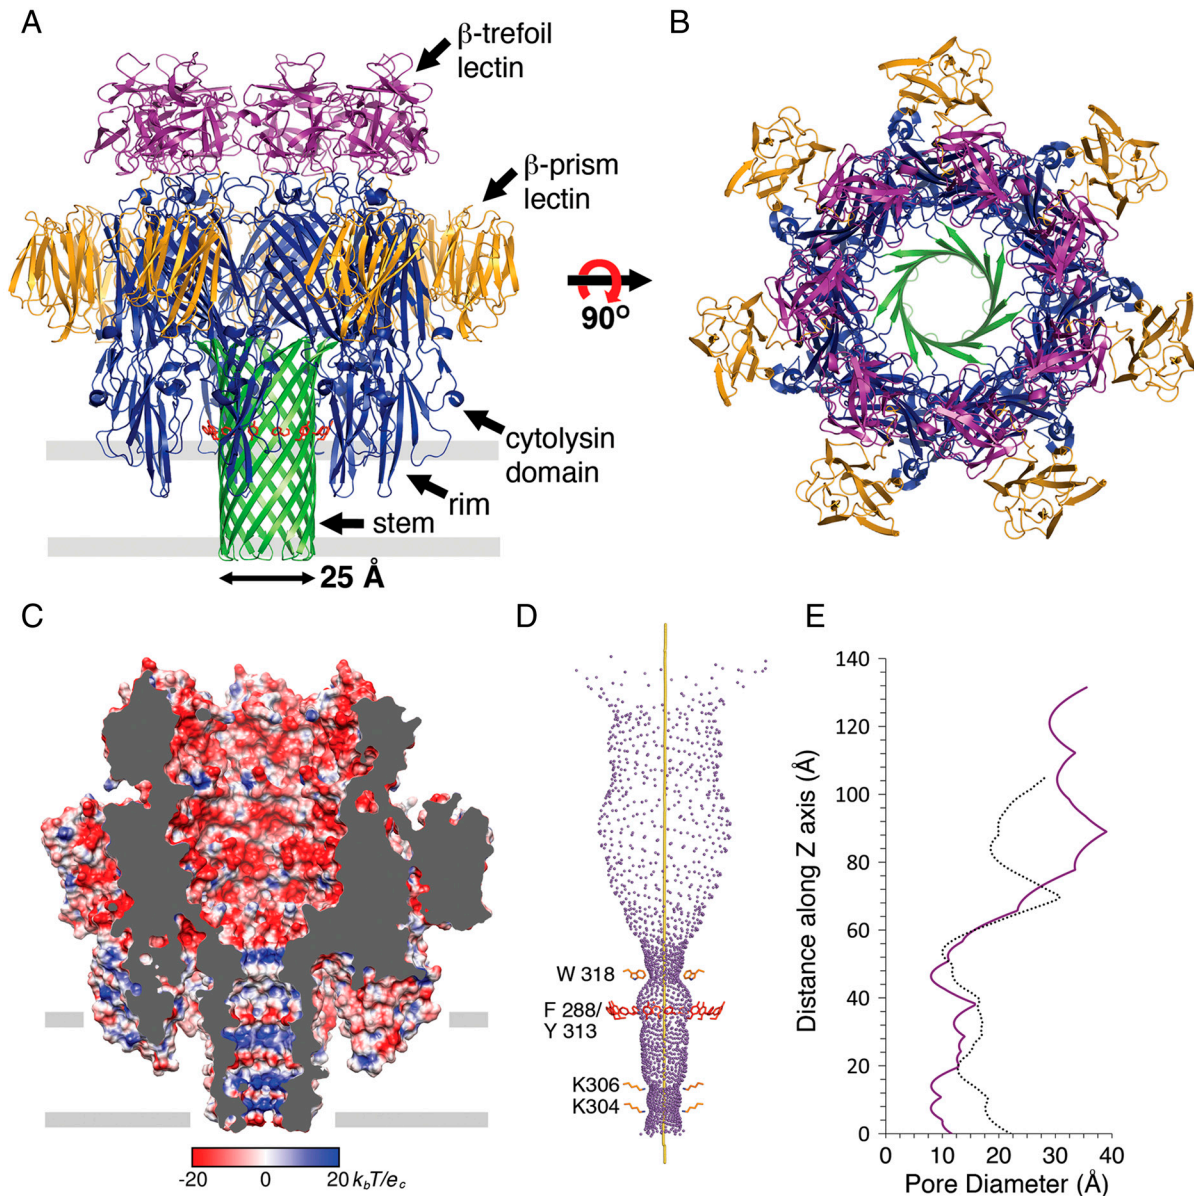 A
β-trefoil
lectin
β-prism
lectin
cytolysin
domain
rim
stem
25 Å
90º
B
C
-20
0
20 kbT/ec
D
W 318
F 288/
Y 313
K306
K304
E
Distance along Z axis (Å)
140
120
100
80
60
40
20
0
0
10
20
30
40
Pore Diameter (Å)